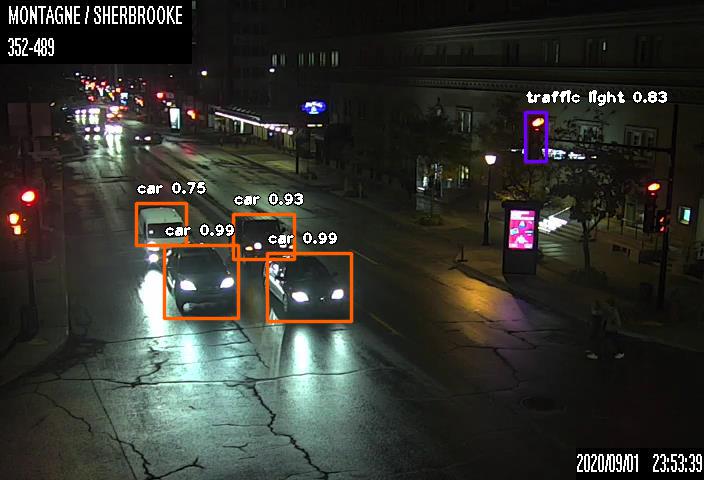 MONTAGNE / SHERBROOKE
352-489
traffic light 0.83
car 0.75
car 0.93
car 0.99
car 0.99
2020/09/01 23:53:39